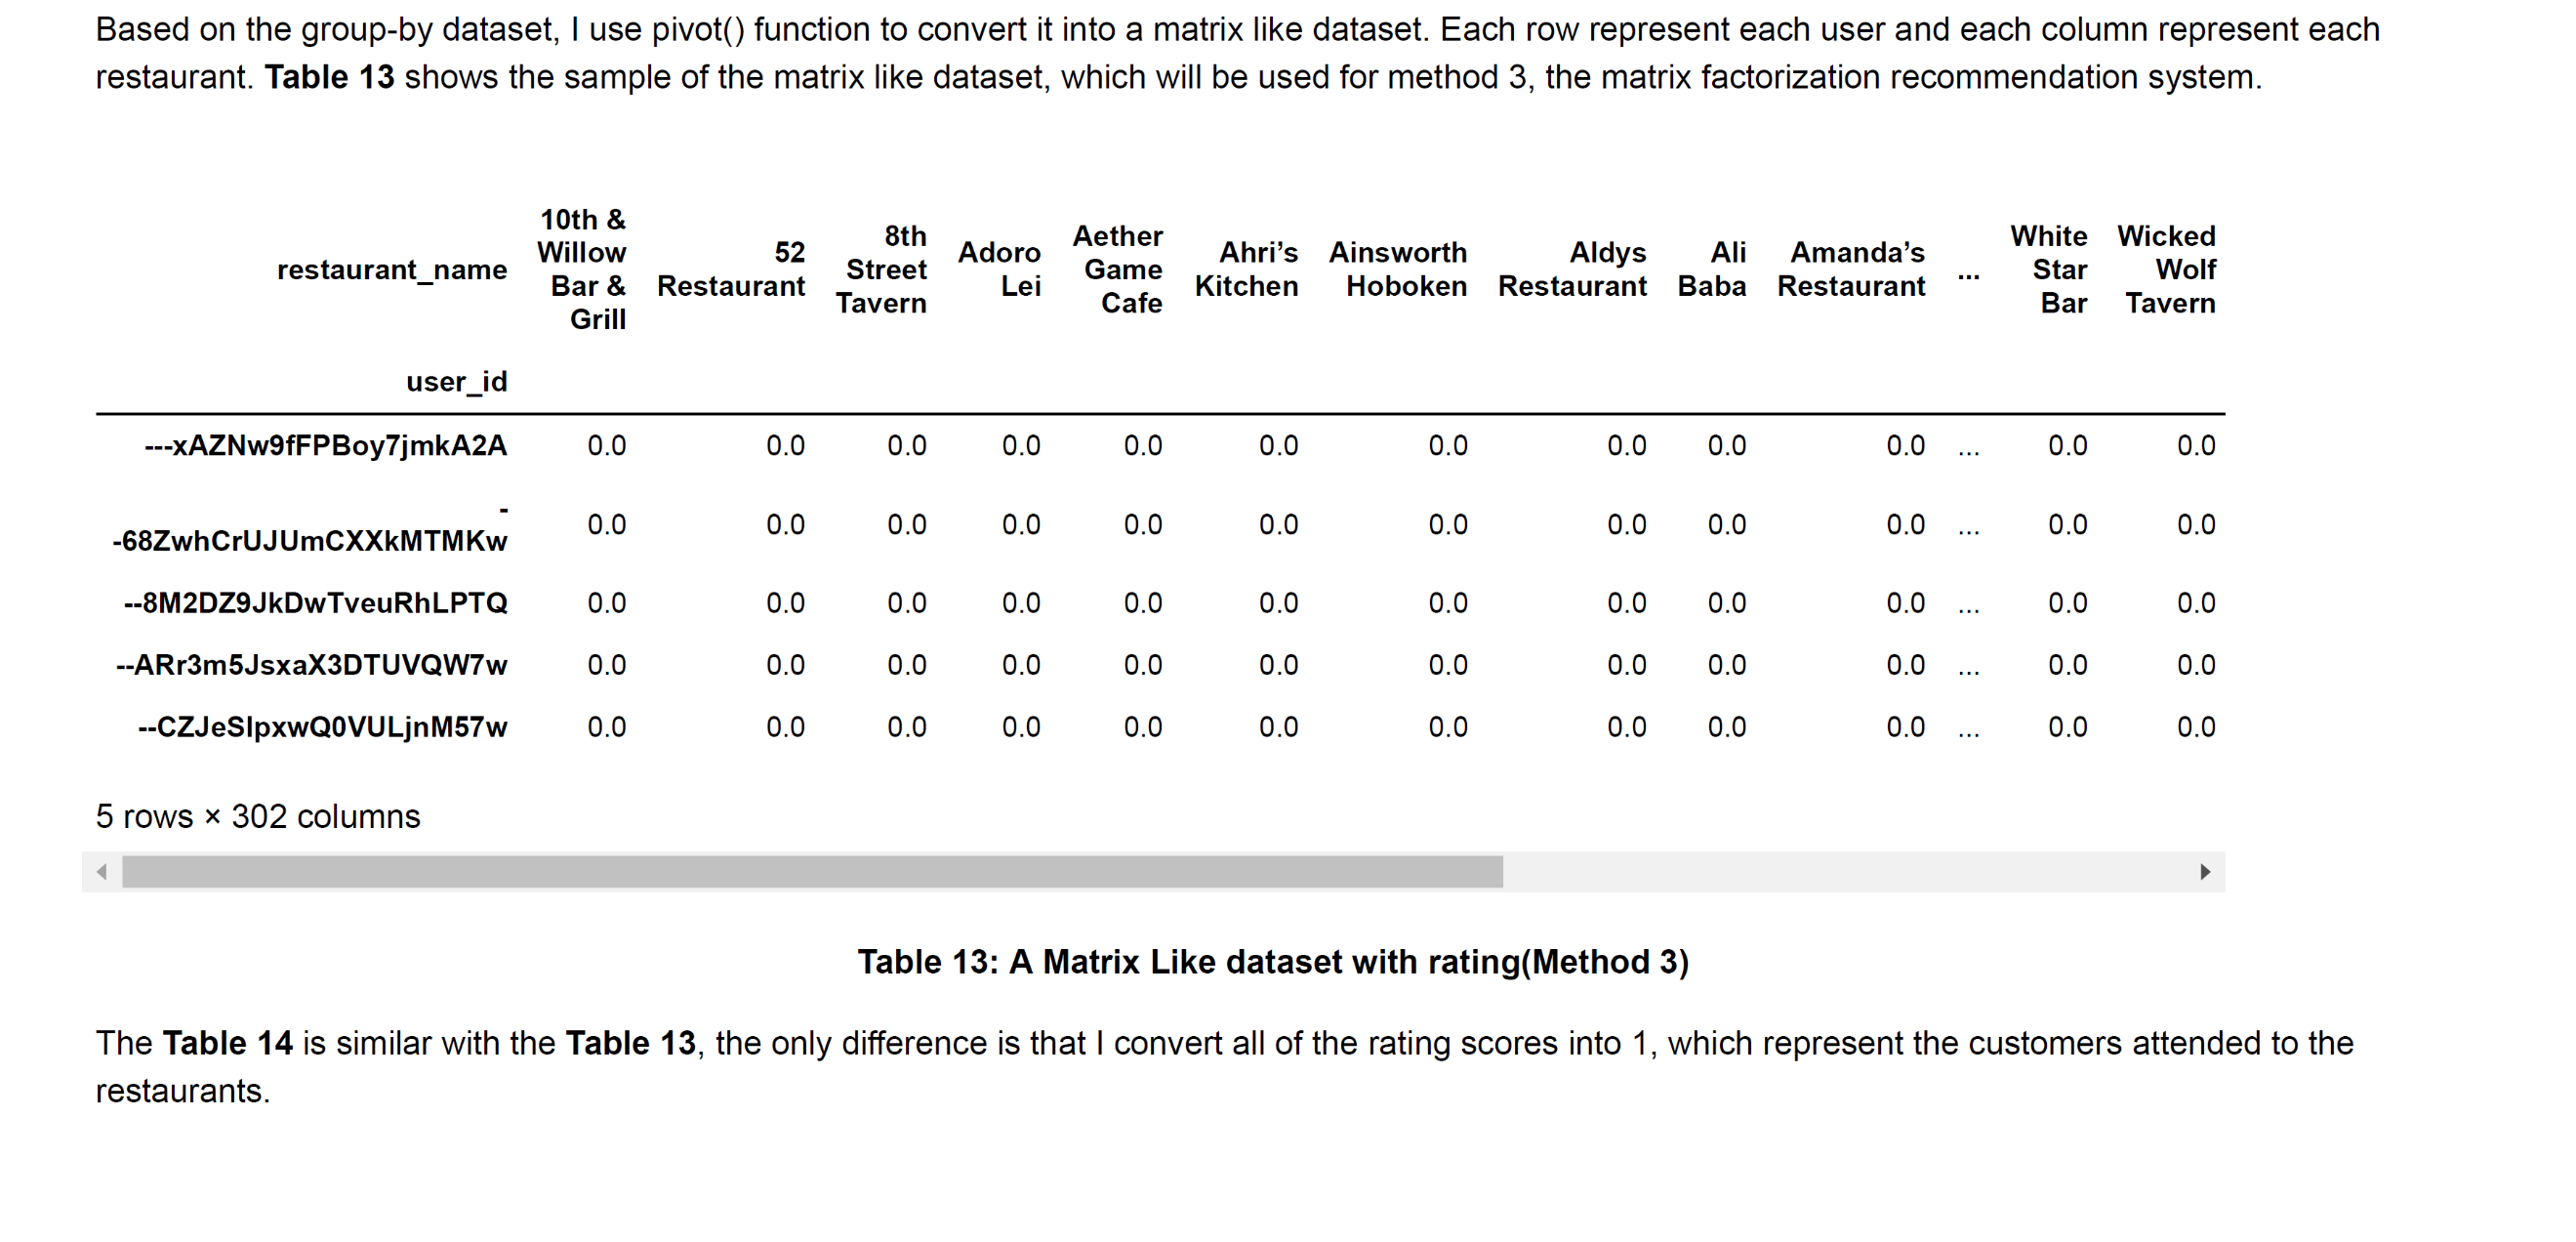 Based on the group-by dataset, I use pivot() function to convert it into a matrix like dataset. Each row represent each user and each column represent each
restaurant. Table 13 shows the sample of the matrix like dataset, which will be used for method 3, the matrix factorization recommendation system.
restaurant_name 10th & Willow Bar & Grill 52 Restaurant 8th Street Tavern Adoro Lei Aether Game Cafe Ahri’s Kitchen Ainsworth Hoboken Aldys Restaurant Ali Baba Amanda’s Restaurant ... White Star Bar Wicked Wolf Tavern
user_id
---xAZNw9fFPBoy7jmkA2A 0.0 0.0 0.0 0.0 0.0 0.0 0.0 0.0 0.0 0.0 ... 0.0 0.0
-
-68ZwhCrUJUmCXXkMTMKw 0.0 0.0 0.0 0.0 0.0 0.0 0.0 0.0 0.0 0.0 ... 0.0 0.0
--8M2DZ9JkDwTveuRhLPTQ 0.0 0.0 0.0 0.0 0.0 0.0 0.0 0.0 0.0 0.0 ... 0.0 0.0
--ARr3m5JsxaX3DTUVQW7w 0.0 0.0 0.0 0.0 0.0 0.0 0.0 0.0 0.0 0.0 ... 0.0 0.0
--CZJeSlpxwQ0VULjnM57w 0.0 0.0 0.0 0.0 0.0 0.0 0.0 0.0 0.0 0.0 ... 0.0 0.0
5 rows × 302 columns
Table 13: A Matrix Like dataset with rating(Method 3)
The Table 14 is similar with the Table 13, the only difference is that I convert all of the rating scores into 1, which represent the customers attended to the
restaurants.